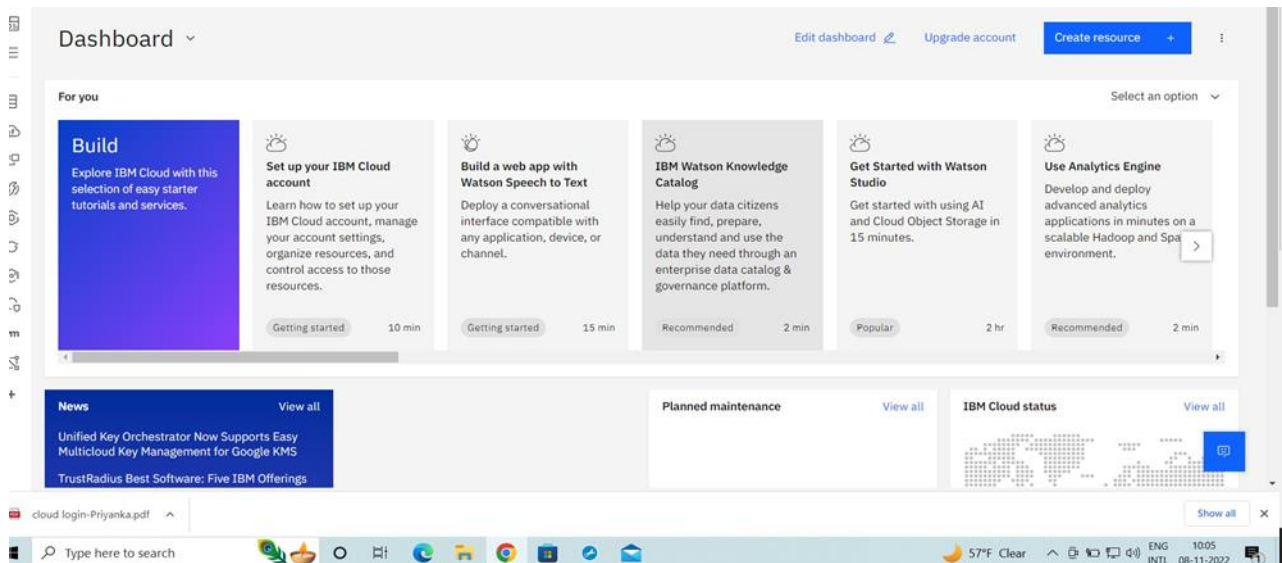 Dashboard
Edit dashboard
Upgrade account
Create resource +
For you
Select an option
Build
Explore IBM Cloud with this
selection of easy starter
tutorials and services.
Set up your IBM Cloud
account
Learn how to set up your
IBM Cloud account, manage
your account settings,
organize resources, and
control access to those
resources.
Getting started
10 min
Build a web app with
Watson Speech to Text
Deploy a conversational
interface compatible with
any application, device, or
channel.
Getting started
15 min
IBM Watson Knowledge
Catalog
Help your data citizens
easily find, prepare,
understand and use the
data they need through an
enterprise data catalog &
governance platform.
Recommended
2 min
Get Started with Watson
Studio
Get started with using AI
and Cloud Object Storage in
15 minutes.
Popular
2 hr
Use Analytics Engine
Develop and deploy
advanced analytics
applications in minutes on a
scalable Hadoop and Spa
environment.
Recommended
2 min
News
View all
Unified Key Orchestrator Now Supports Easy
Multicloud Key Management for Google KMS
TrustRadius Best Software: Five IBM Offerings
Planned maintenance
View all
IBM Cloud status
View all
cloud login-Priyanka.pdf
Show all
Type here to search
57°F Clear
ENG
INTL
10:05
08-11-2022